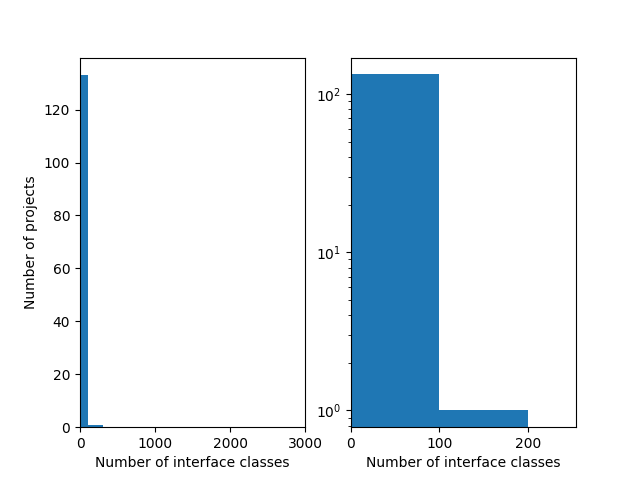 Number of projects
120
100
80
60
40
20
0
0 1000 2000 3000
Number of interface classes
10²
10¹
10⁰
0 100 200
Number of interface classes